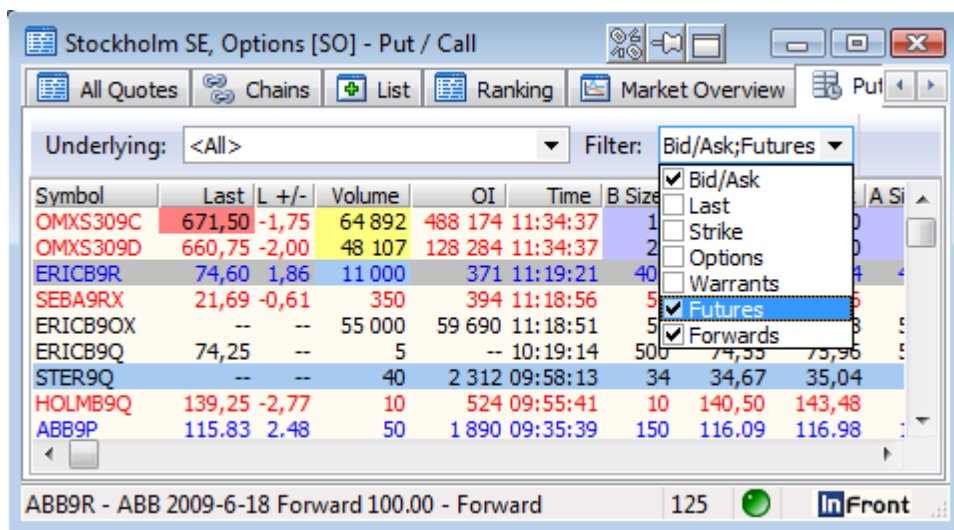 Stockholm SE, Options [SO] - Put / Call
All Quotes Chains List Ranking Market Overview Put
Underlying: <All> Filter: Bid/Ask;Futures
Bid/Ask
Last
Strike
Options
Warrants
Futures
Forwards
Symbol Last L +/- Volume OI Time B Size A Si
OMXS309C 671,50 -1,75 64 892 488 174 11:34:37
OMXS309D 660,75 -2,00 48 107 128 284 11:34:37
ERICB9R 74,60 1,86 11 000 371 11:19:21
SEBA9RX 21,69 -0,61 350 394 11:18:56
ERICB9OX -- -- 55 000 59 690 11:18:51
ERICB9Q 74,25 -- 5 -- 10:19:14 500 74,55 75,96
STER9Q -- -- 40 2 312 09:58:13 34 34,67 35,04
HOLMB9Q 139,25 -2,77 10 524 09:55:41 10 140,50 143,48
ABB9P 115.83 2.48 50 1 890 09:35:39 150 116.09 116.98
ABB9R - ABB 2009-6-18 Forward 100.00 - Forward 125 InFront